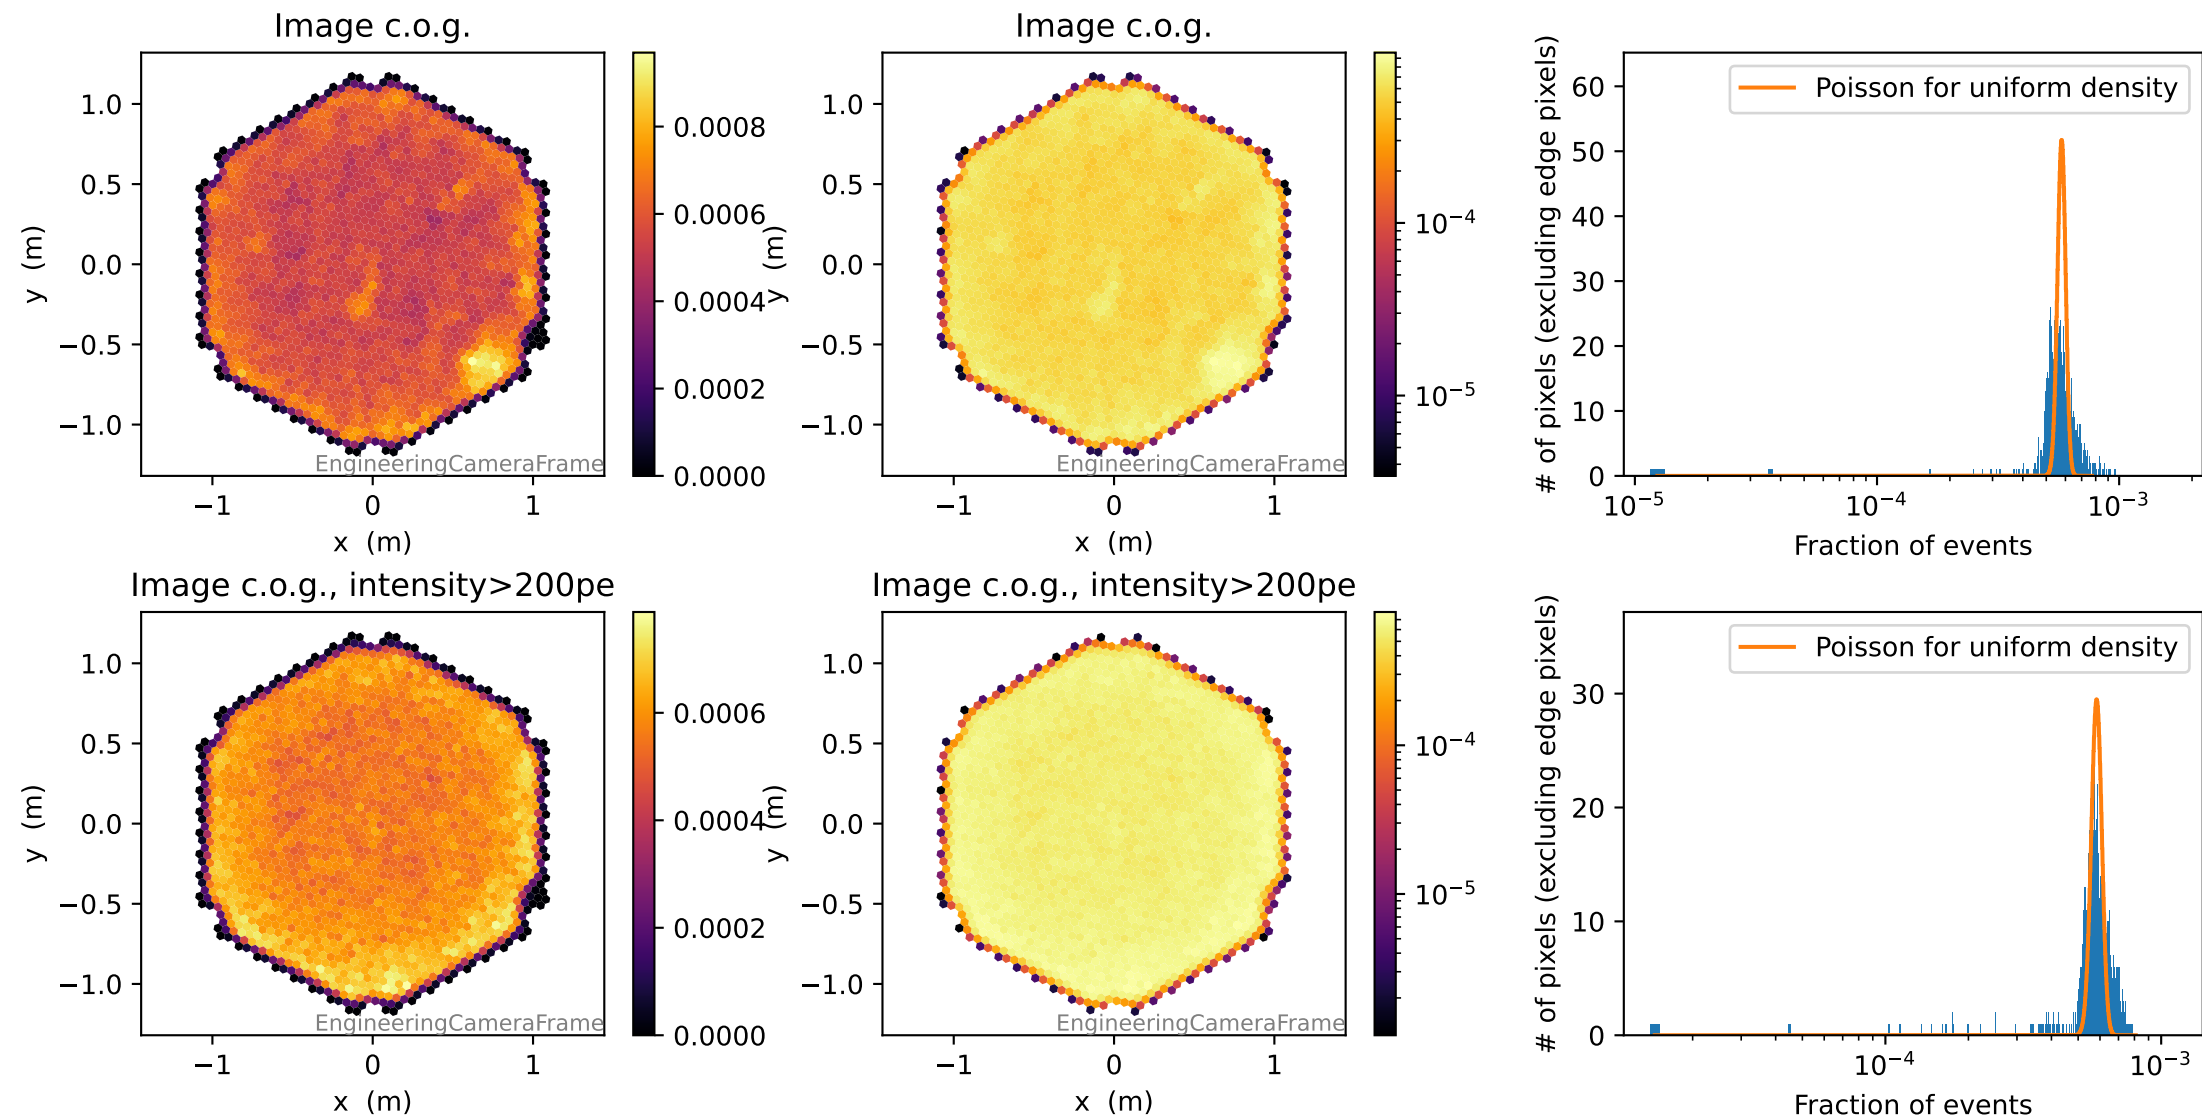 Image c.o.g.
y (m)
1.0
0.5
0.0
−0.5
−1.0
−1
0
1
x (m)
EngineeringCameraFrame
0.0008
0.0006
0.0004
0.0002
0.0000
Image c.o.g.
y (m)
1.0
0.5
0.0
−0.5
−1.0
−1
0
1
x (m)
EngineeringCameraFrame
10⁻⁴
10⁻⁵
# of pixels (excluding edge pixels)
60
50
40
30
20
10
0
Poisson for uniform density
10⁻⁵
10⁻⁴
10⁻³
Fraction of events
Image c.o.g., intensity>200pe
y (m)
1.0
0.5
0.0
−0.5
−1.0
−1
0
1
x (m)
EngineeringCameraFrame
0.0006
0.0004
0.0002
0.0000
Image c.o.g., intensity>200pe
y (m)
1.0
0.5
0.0
−0.5
−1.0
−1
0
1
x (m)
EngineeringCameraFrame
10⁻⁴
10⁻⁵
# of pixels (excluding edge pixels)
30
20
10
0
Poisson for uniform density
10⁻⁴
10⁻³
Fraction of events